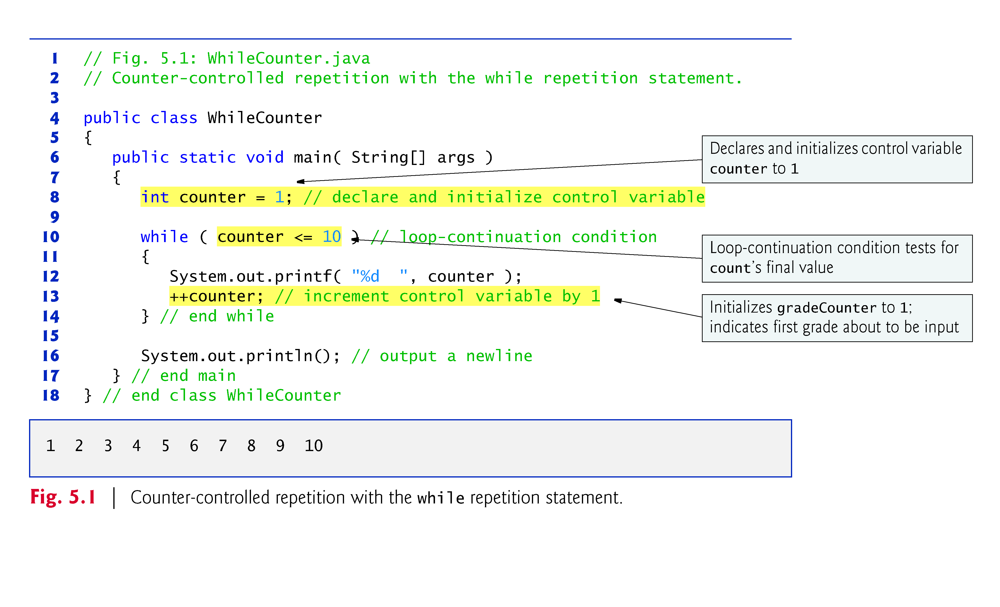 1 // Fig. 5.1: WhileCounter.java
2 // Counter-controlled repetition with the while repetition statement.
3
4 public class WhileCounter
5 {
6 public static void main( String[] args )
7 {
8 int counter = 1; // declare and initialize control variable
9
10 while ( counter <= 10 ) // loop-continuation condition
11 {
12 System.out.printf( "%d  ", counter );
13 ++counter; // increment control variable by 1
14 } // end while
15
16 System.out.println(); // output a newline
17 } // end main
18 } // end class WhileCounter
Declares and initializes control variable
counter to 1
Loop-continuation condition tests for
count’s final value
Initializes gradeCounter to 1;
indicates first grade about to be input
1 2 3 4 5 6 7 8 9 10
Fig. 5.1 | Counter-controlled repetition with the while repetition statement.